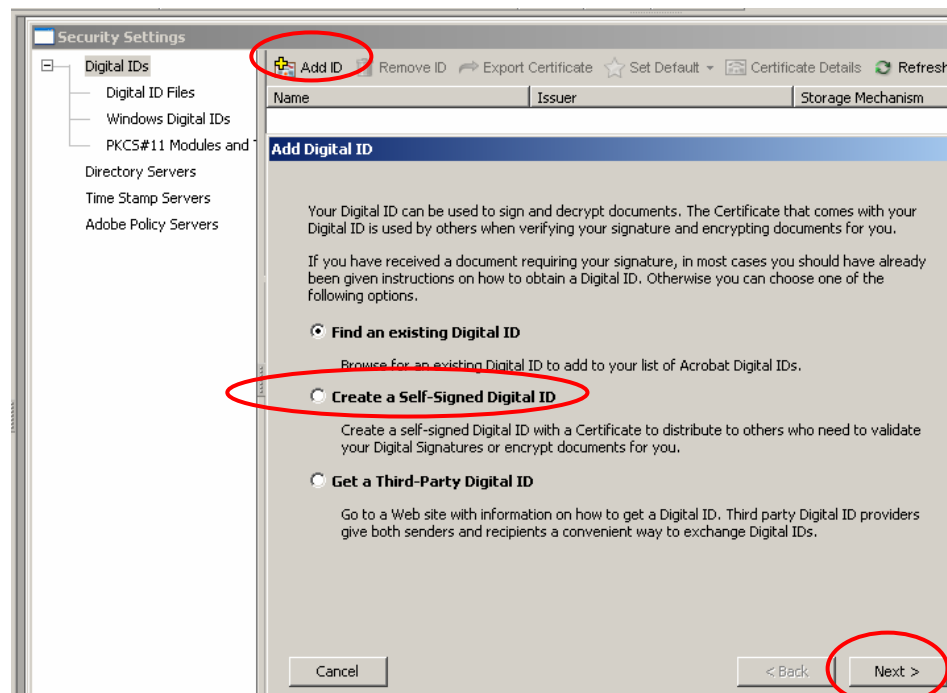 Security Settings
Digital IDs
Digital ID Files
Windows Digital IDs
PKCS#11 Modules and
Directory Servers
Time Stamp Servers
Adobe Policy Servers
Add ID Remove ID Export Certificate Set Default Certificate Details Refresh
Name Issuer Storage Mechanism
Add Digital ID
Your Digital ID can be used to sign and decrypt documents. The Certificate that comes with your
Digital ID is used by others when verifying your signature and encrypting documents for you.
If you have received a document requiring your signature, in most cases you should have already
been given instructions on how to obtain a Digital ID. Otherwise you can choose one of the
following options.
Find an existing Digital ID
Browse for an existing Digital ID to add to your list of Acrobat Digital IDs.
Create a Self-Signed Digital ID
Create a self-signed Digital ID with a Certificate to distribute to others who need to validate
your Digital Signatures or encrypt documents for you.
Get a Third-Party Digital ID
Go to a Web site with information on how to get a Digital ID. Third party Digital ID providers
give both senders and recipients a convenient way to exchange Digital IDs.
Cancel < Back Next >